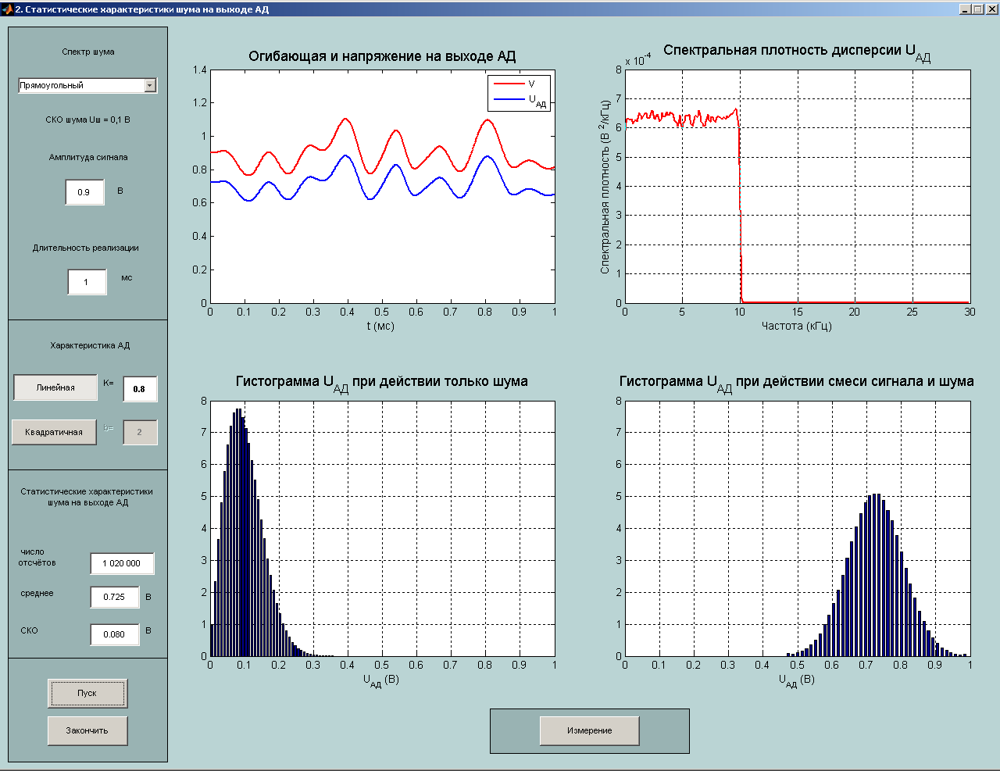 2. Статистические характеристики шума на выходе АД
Спектр шума
Прямоугольный
СКО шума Uш = 0,1 В
Амплитуда сигнала
0.9 В
Длительность реализации
1 мс
Характеристика АД
Линейная K= 0.8
Квадратичная b= 2
Статистические характеристики
шума на выходе АД
число
отсчётов 1 020 000
среднее 0.725 В
СКО 0.080 В
Пуск
Закончить
Огибающая и напряжение на выходе АД
V
UАД
1.4
1.2
1
0.8
0.6
0.4
0.2
0
0 0.1 0.2 0.3 0.4 0.5 0.6 0.7 0.8 0.9 1
t (мс)
Спектральная плотность дисперсии UАД
x 10-4
Спектральная плотность (В 2/кГц)
8
7
6
5
4
3
2
1
0
0 5 10 15 20 25 30
Частота (кГц)
Гистограмма UАД при действии только шума
8
7
6
5
4
3
2
1
0
0 0.1 0.2 0.3 0.4 0.5 0.6 0.7 0.8 0.9 1
UАД (В)
Гистограмма UАД при действии смеси сигнала и шума
8
7
6
5
4
3
2
1
0
0 0.1 0.2 0.3 0.4 0.5 0.6 0.7 0.8 0.9 1
UАД (В)
Измерение